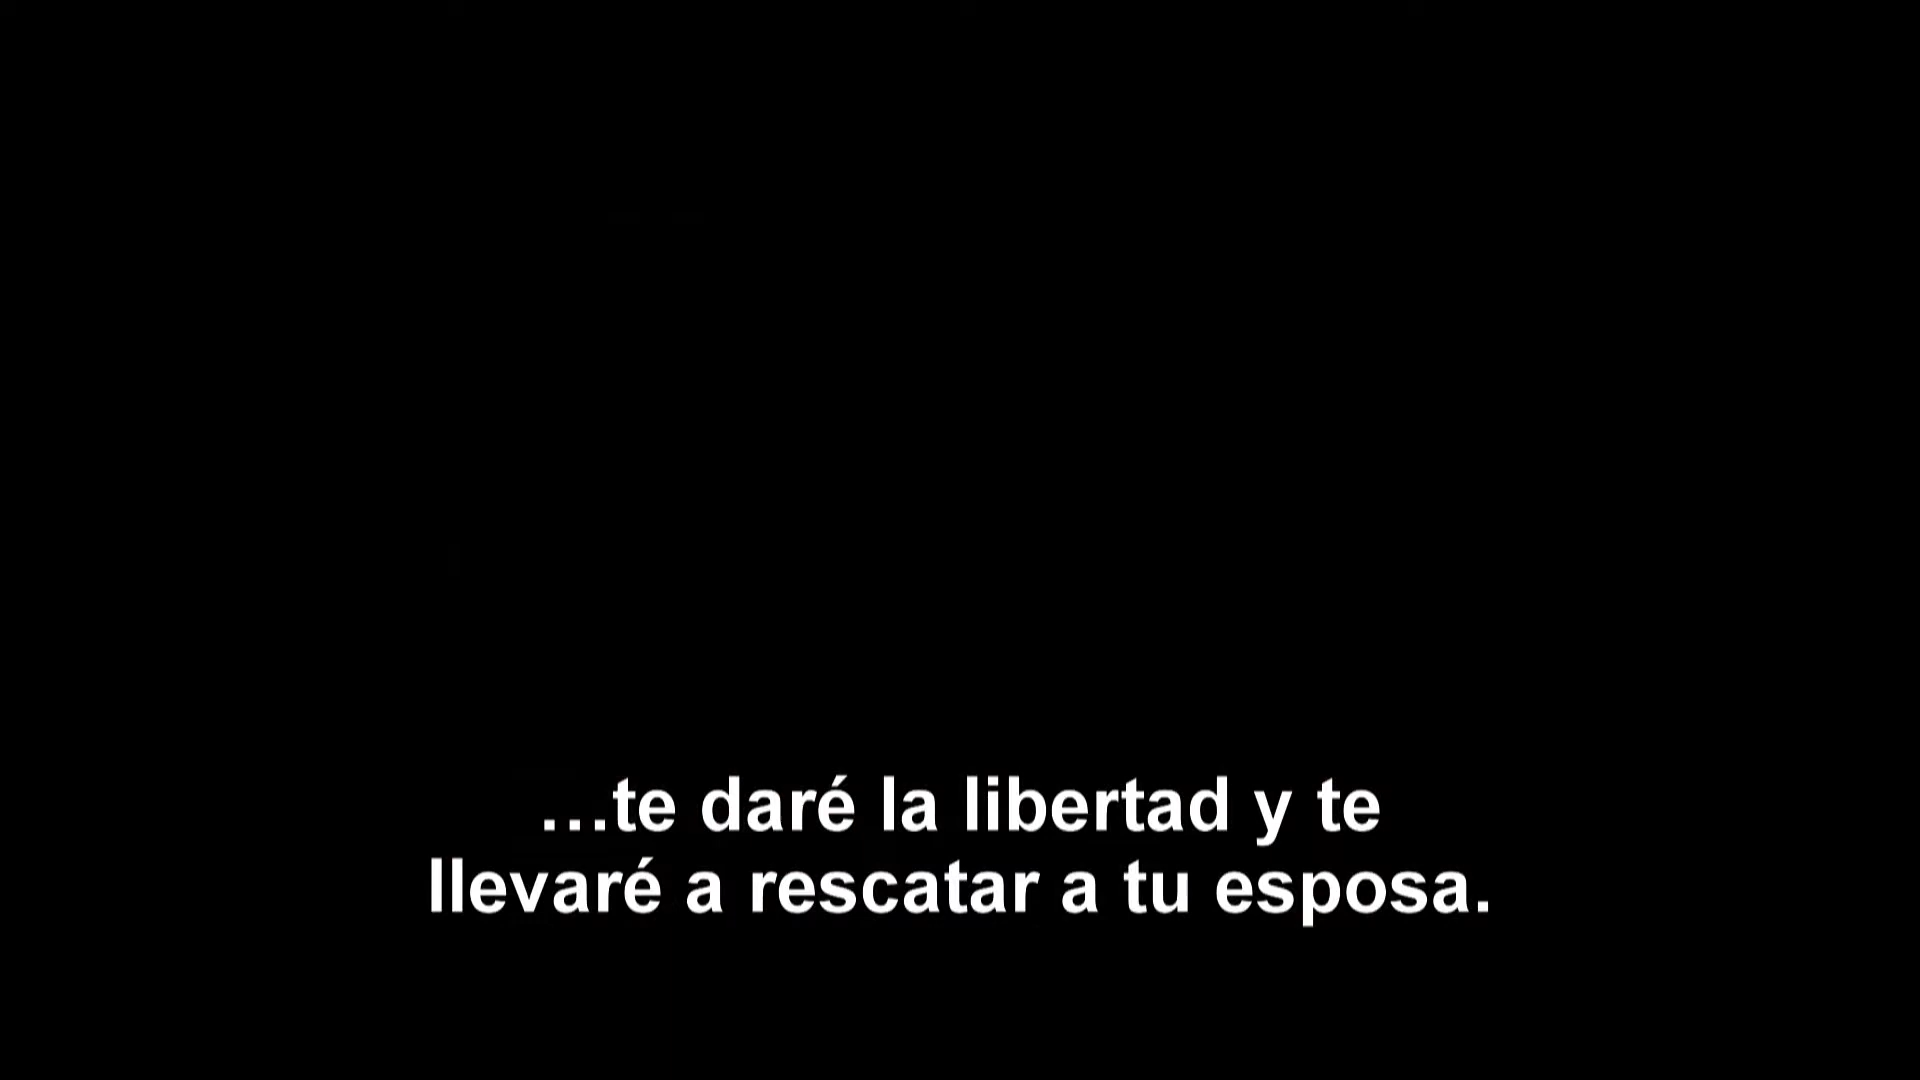 …te daré la libertad y te
llevaré a rescatar a tu esposa.